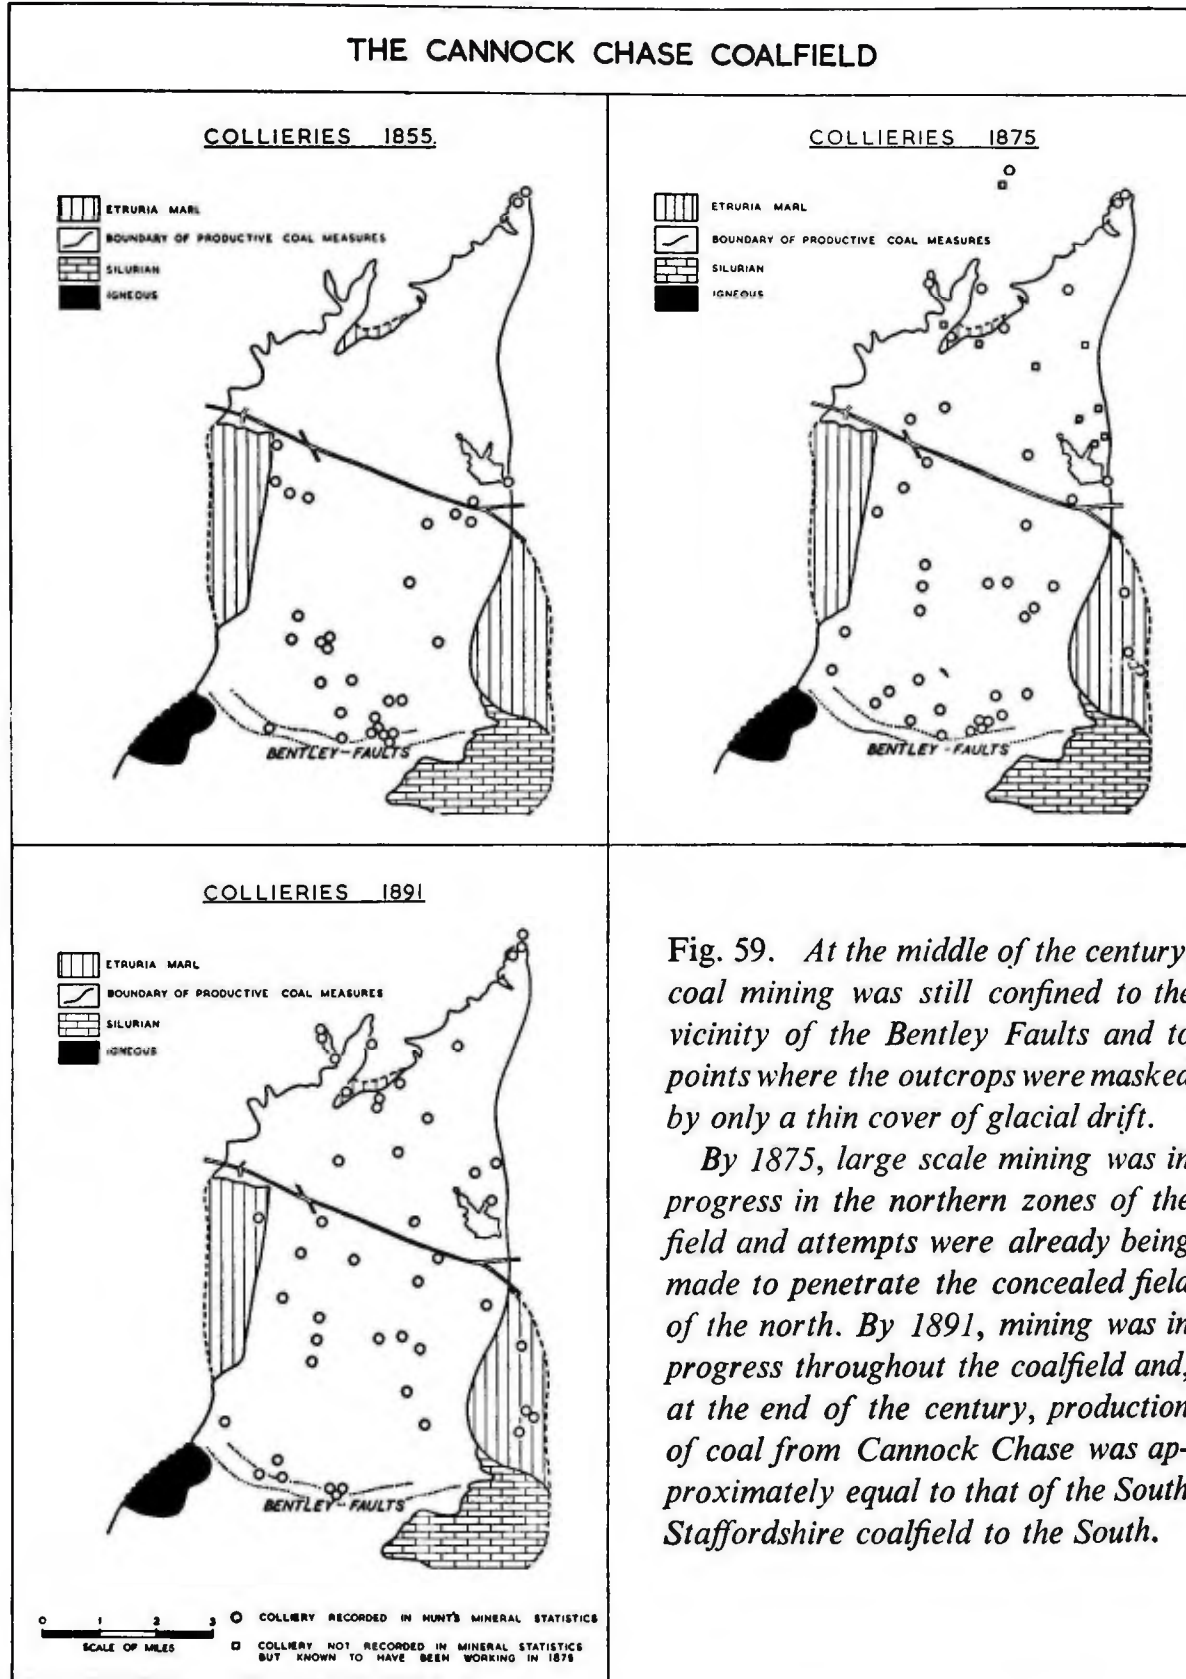 THE CANNOCK CHASE COALFIELD
COLLIERIES 1855.
ETRURIA MARL
BOUNDARY OF PRODUCTIVE COAL MEASURES
SILURIAN
IGNEOUS
BENTLEY-FAULTS
COLLIERIES 1875
ETRURIA MARL
BOUNDARY OF PRODUCTIVE COAL MEASURES
SILURIAN
IGNEOUS
BENTLEY-FAULTS
COLLIERIES 1891
ETRURIA MARL
BOUNDARY OF PRODUCTIVE COAL MEASURES
SILURIAN
IGNEOUS
BENTLEY-FAULTS
0 1 2 3
SCALE OF MILES
COLLIERY RECORDED IN HUNT'S MINERAL STATISTICS
COLLIERY NOT RECORDED IN MINERAL STATISTICS
BUT KNOWN TO HAVE BEEN WORKING IN 1875
Fig. 59. At the middle of the century
coal mining was still confined to the
vicinity of the Bentley Faults and to
points where the outcrops were masked
by only a thin cover of glacial drift.
By 1875, large scale mining was in
progress in the northern zones of the
field and attempts were already being
made to penetrate the concealed field
of the north. By 1891, mining was in
progress throughout the coalfield and,
at the end of the century, production
of coal from Cannock Chase was ap-
proximately equal to that of the South
Staffordshire coalfield to the South.